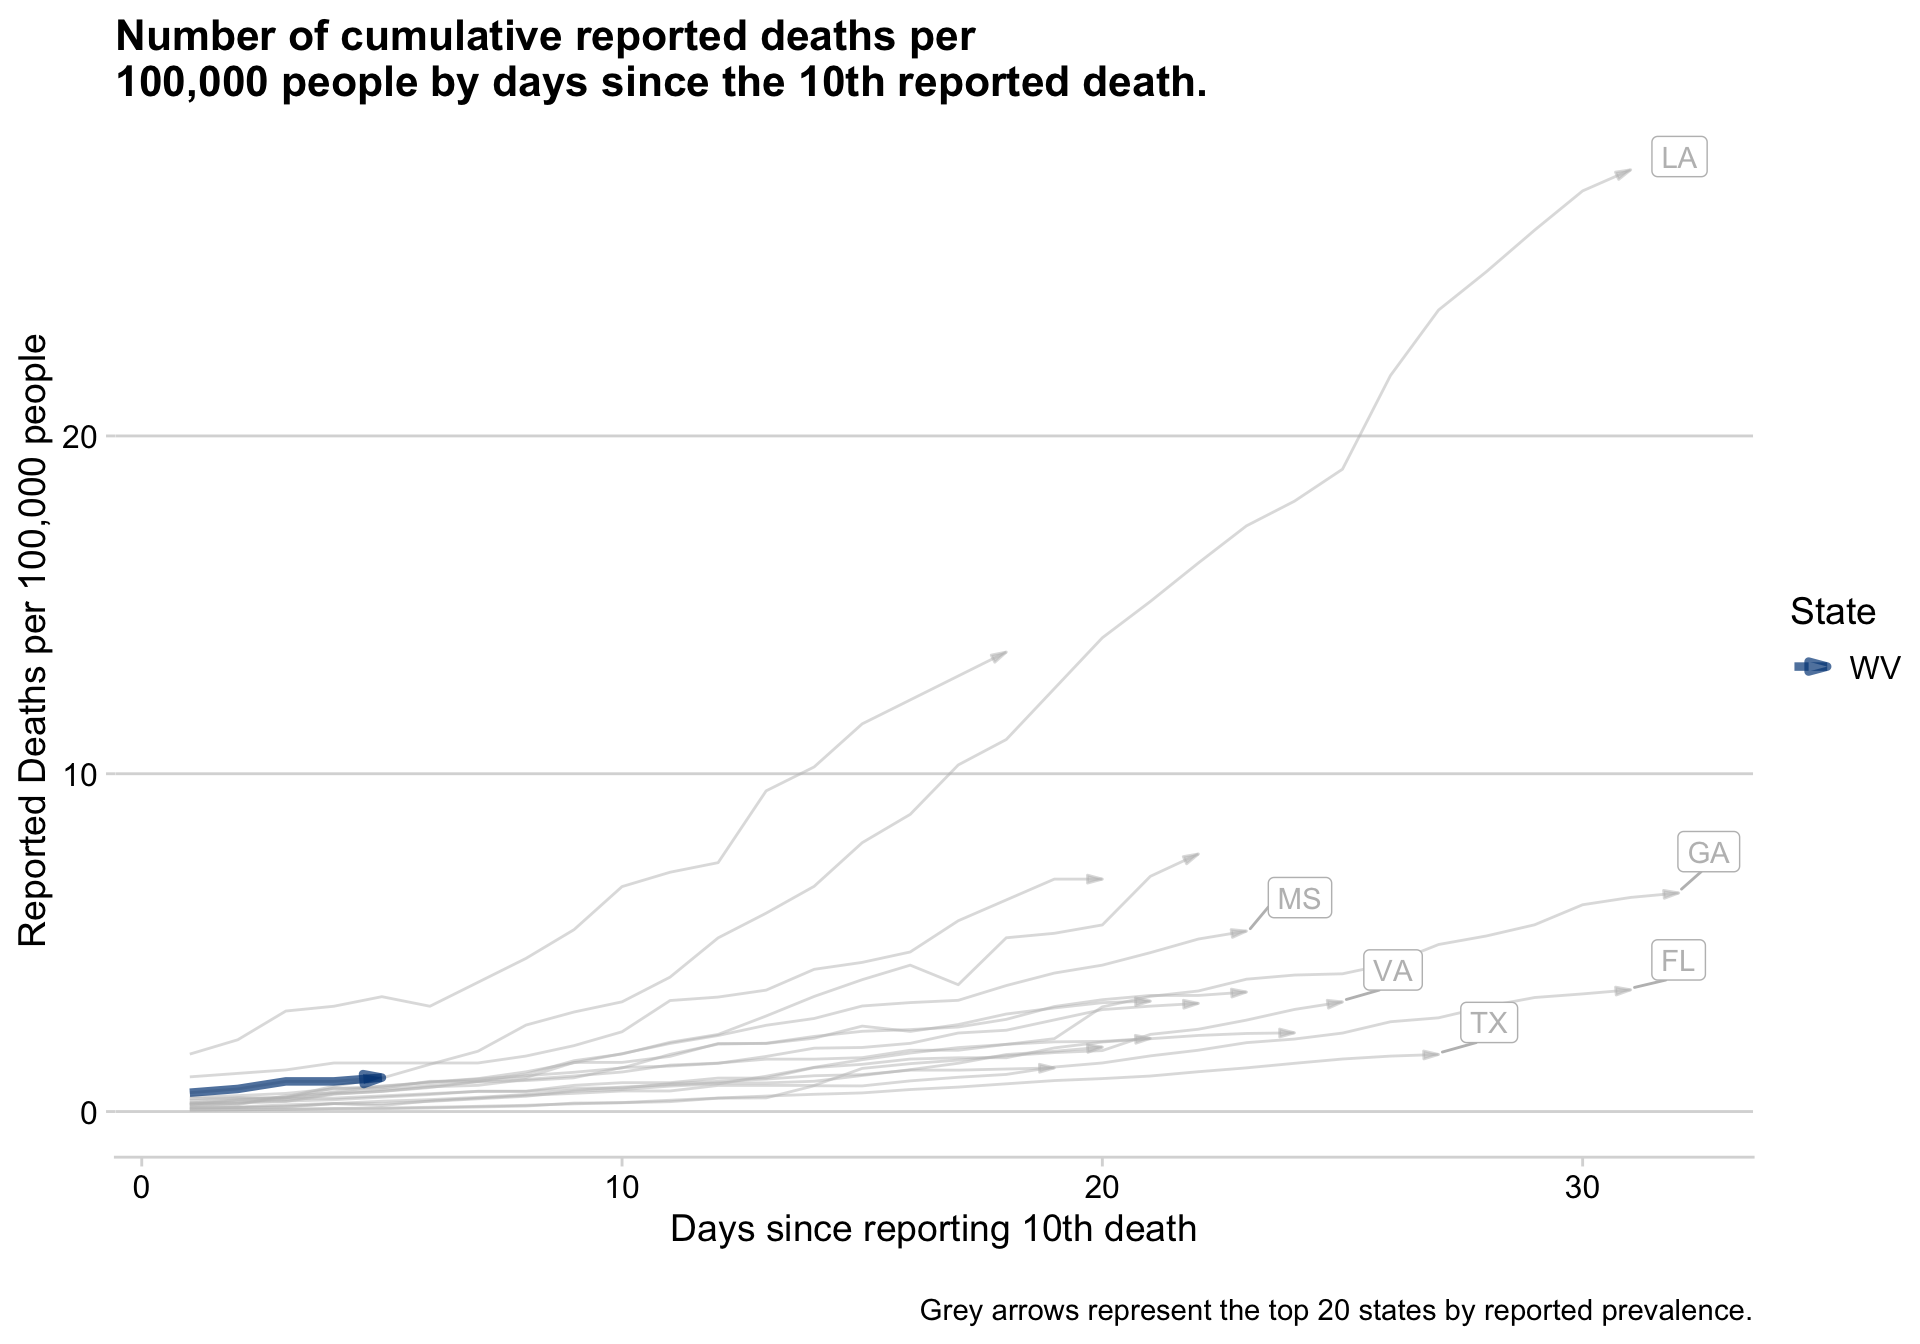 Number of cumulative reported deaths per
100,000 people by days since the 10th reported death.
Reported Deaths per 100,000 people
20
10
0
LA
GA
MS
FL
VA
TX
State
WV
0 10 20 30
Days since reporting 10th death
Grey arrows represent the top 20 states by reported prevalence.